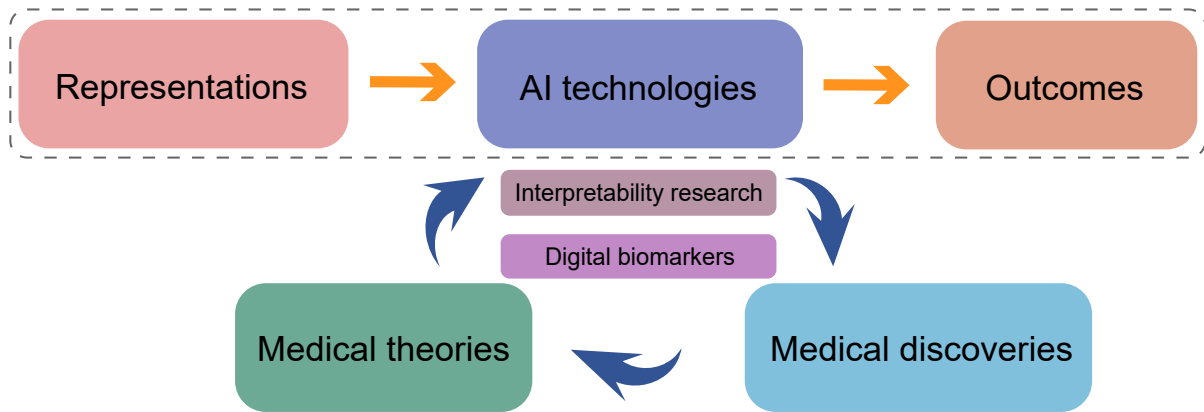 Representations
AI technologies
Outcomes
Interpretability research
Digital biomarkers
Medical theories
Medical discoveries